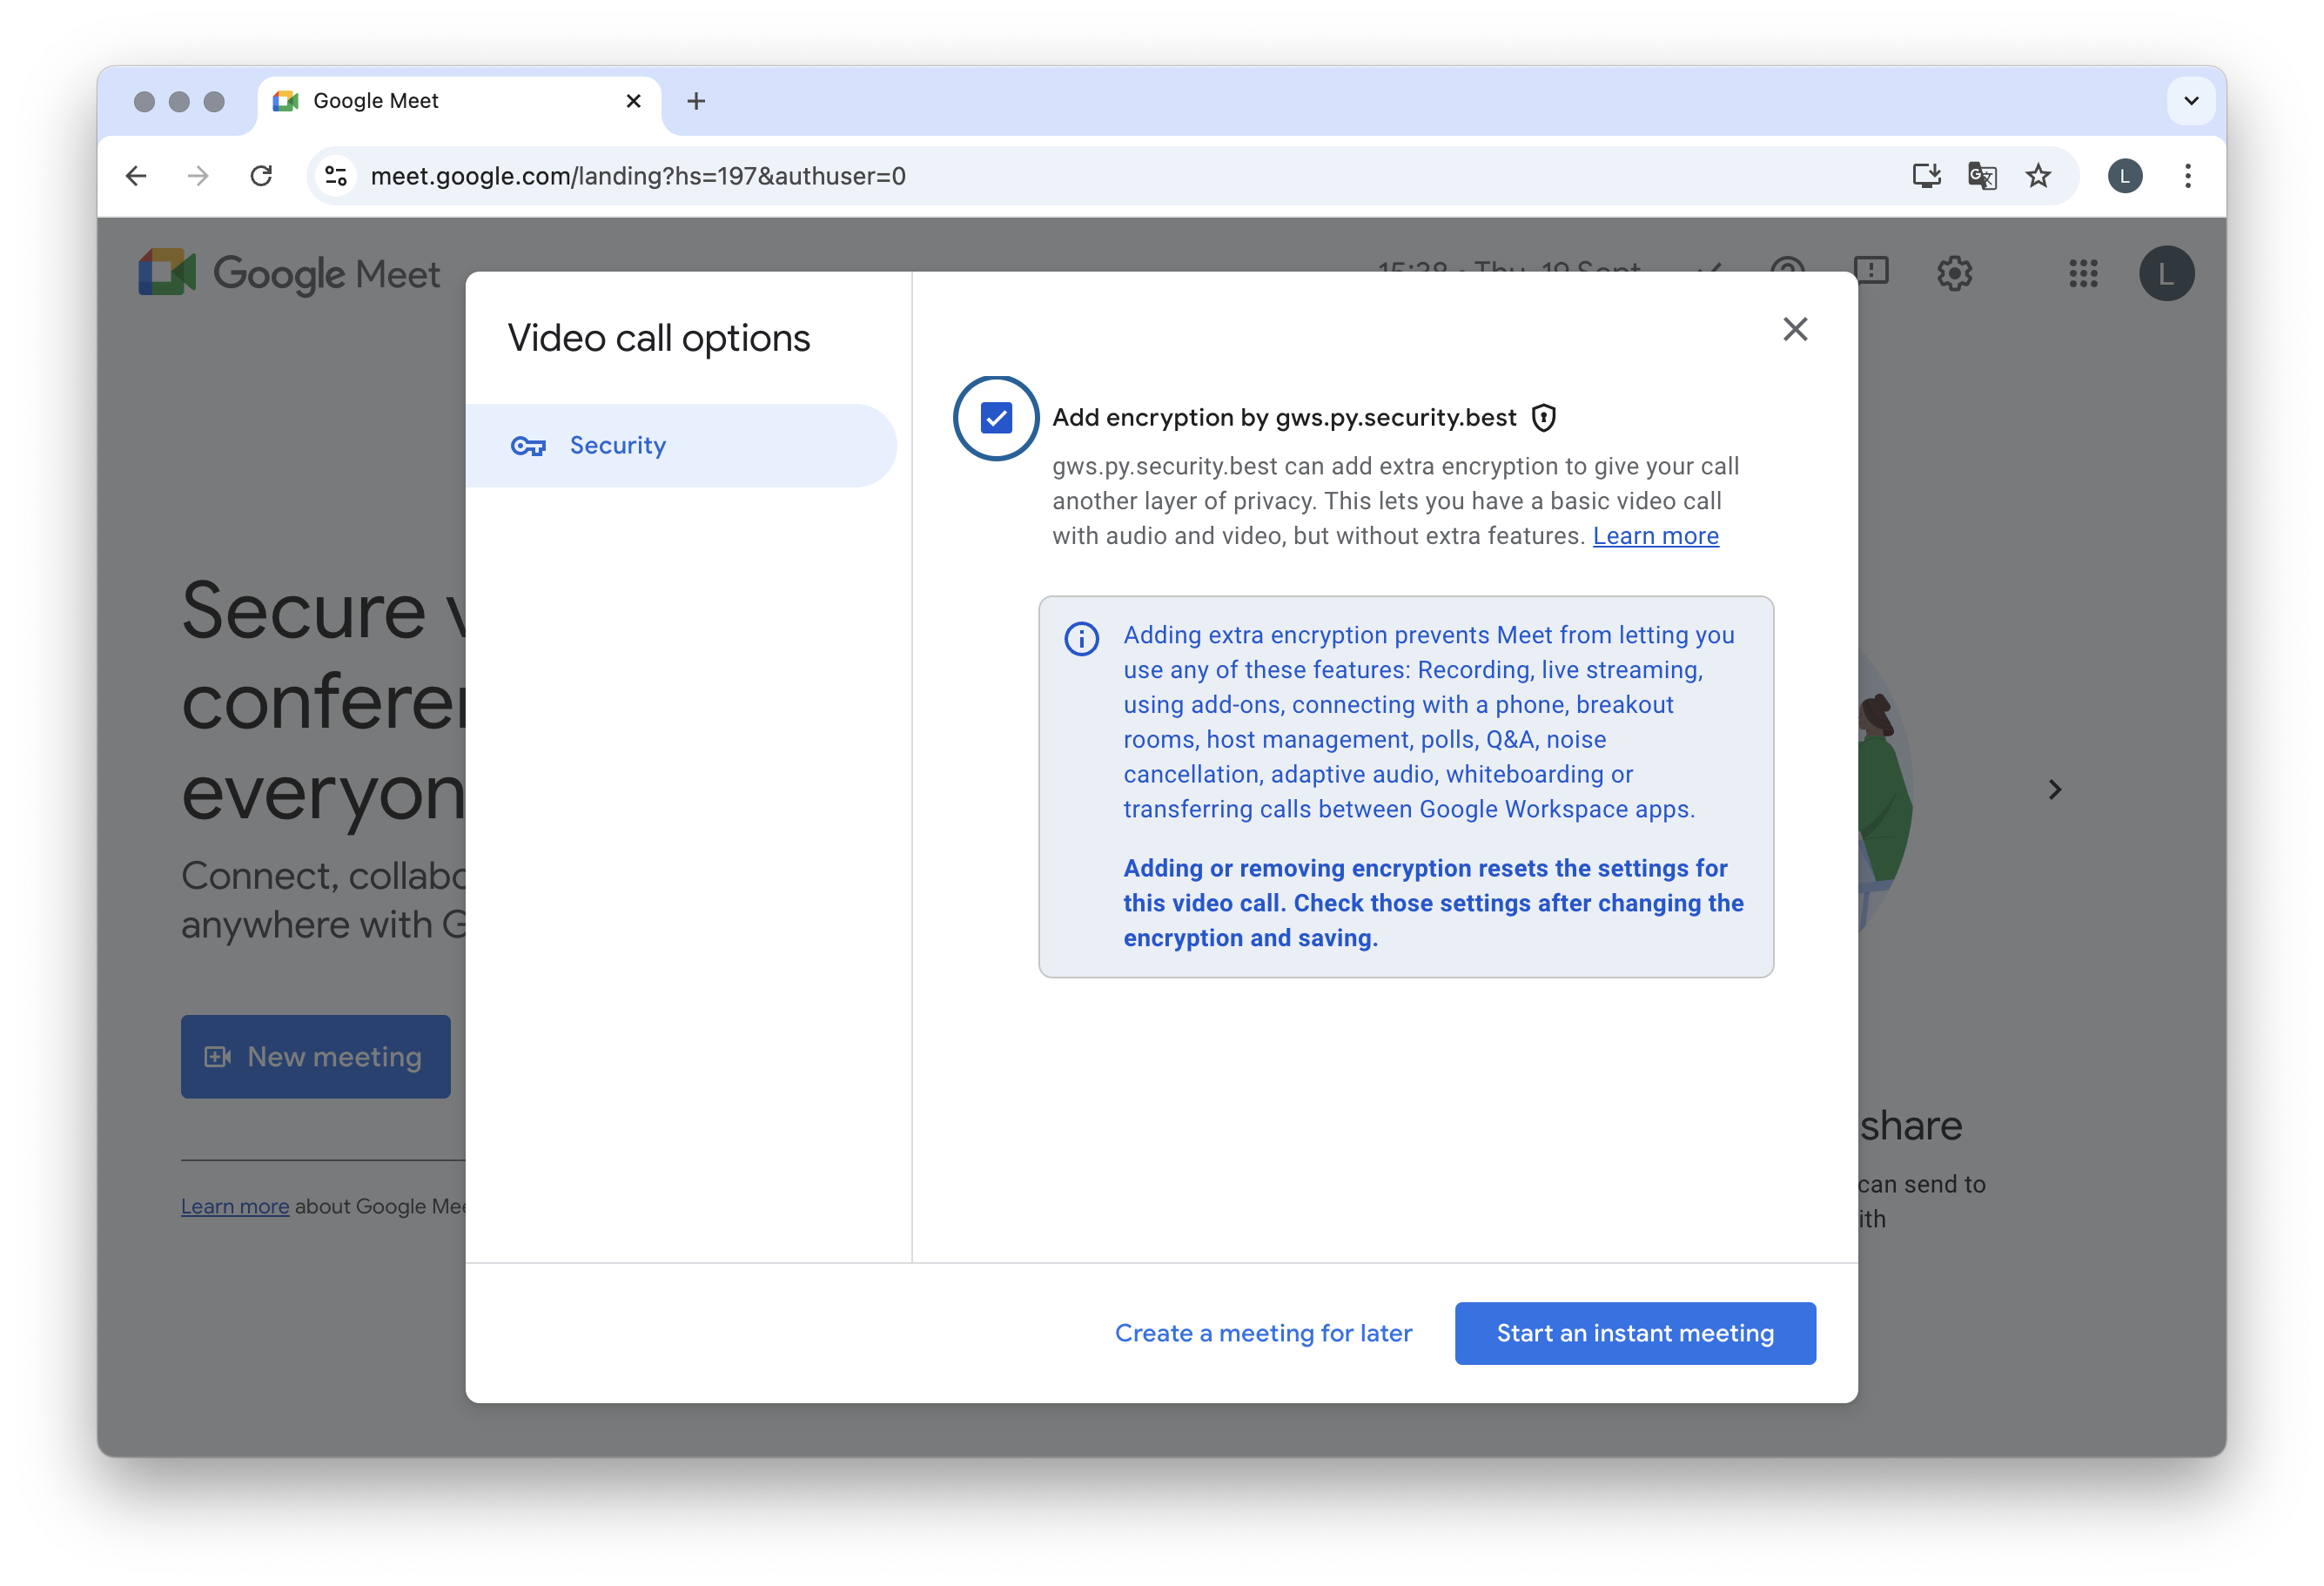 Google Meet
meet.google.com/landing?hs=197&authuser=0
L
Google Meet
15:38 • Thu, 19 Sept
L
Video call options
Security
Add encryption by gws.py.security.best
gws.py.security.best can add extra encryption to give your call
another layer of privacy. This lets you have a basic video call
with audio and video, but without extra features. Learn more
Adding extra encryption prevents Meet from letting you
use any of these features: Recording, live streaming,
using add-ons, connecting with a phone, breakout
rooms, host management, polls, Q&A, noise
cancellation, adaptive audio, whiteboarding or
transferring calls between Google Workspace apps.
Adding or removing encryption resets the settings for
this video call. Check those settings after changing the
encryption and saving.
Create a meeting for later
Start an instant meeting
Secure
conferen
everyon
Connect, collabo
anywhere with G
New meeting
Learn more about Google Mee
share
can send to
ith